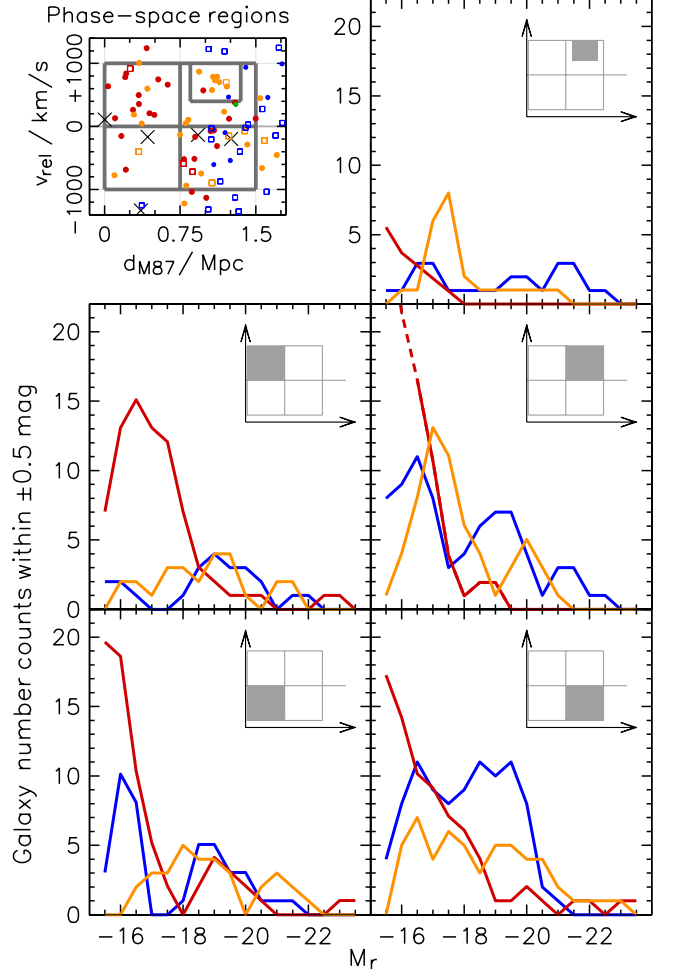 Phase-space regions
+1000
0
-1000
v_rel / km/s
0 0.75 1.5
d_M87 / Mpc
20
15
10
5
20
15
10
5
0
20
15
10
5
0
Galaxy number counts within ±0.5 mag
-16 -18 -20 -22
-16 -18 -20 -22
M_r